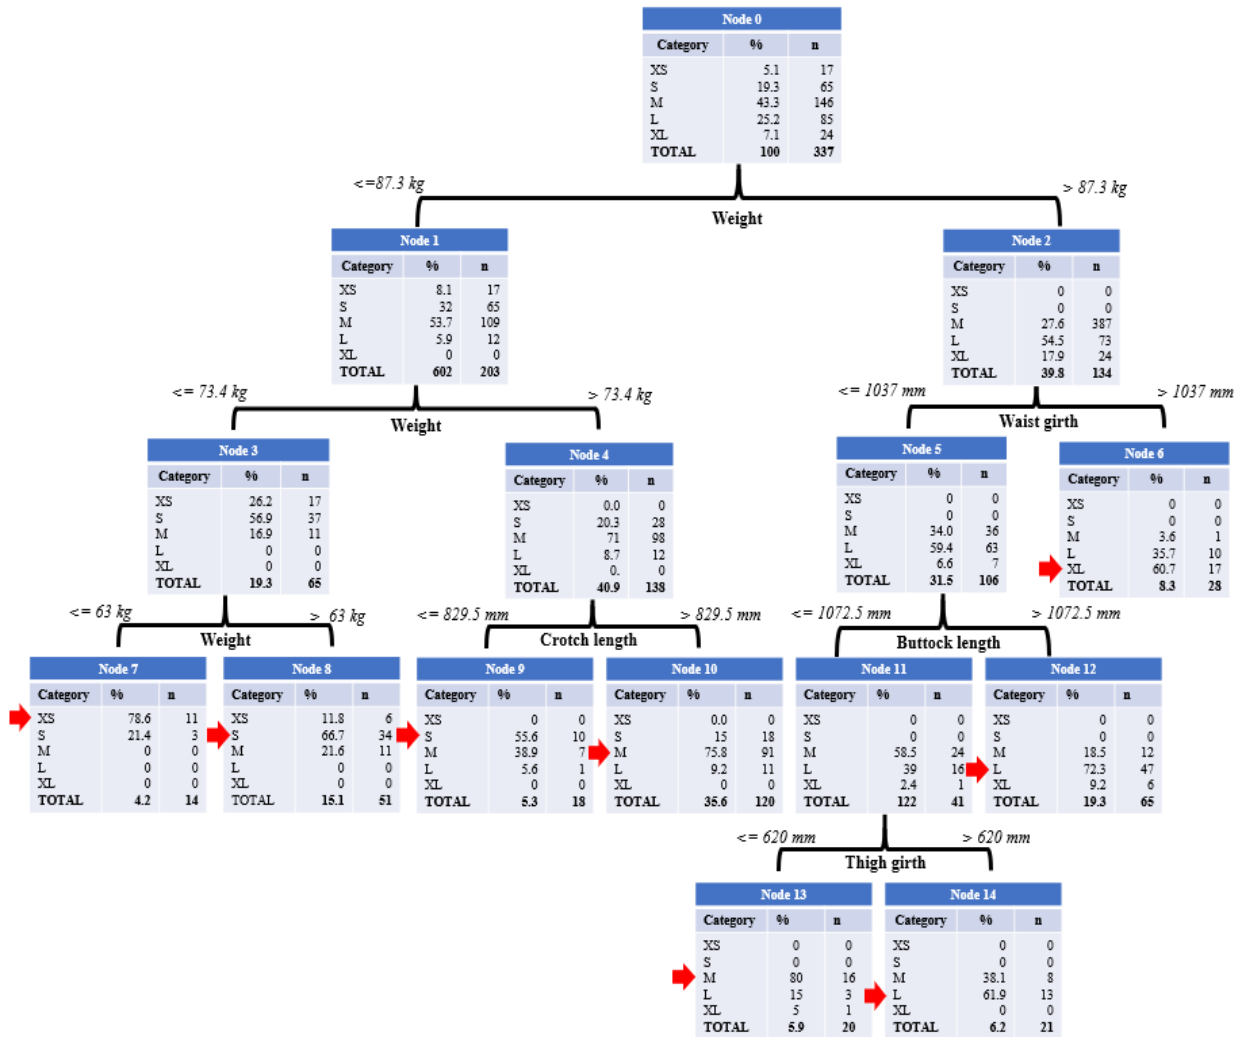 Node 0
Category % n
XS 5.1 17
S 19.3 65
M 43.3 146
L 25.2 85
XL 7.1 24
TOTAL 100 337
<=87.3 kg
> 87.3 kg
Weight
Node 1
Category % n
XS 8.1 17
S 32 65
M 53.7 109
L 5.9 12
XL 0 0
TOTAL 602 203
Node 2
Category % n
XS 0 0
S 0 0
M 27.6 387
L 54.5 73
XL 17.9 24
TOTAL 39.8 134
<= 73.4 kg
> 73.4 kg
Weight
<= 1037 mm
> 1037 mm
Waist girth
Node 3
Category % n
XS 26.2 17
S 56.9 37
M 16.9 11
L 0 0
XL 0 0
TOTAL 19.3 65
Node 4
Category % n
XS 0.0 0
S 20.3 28
M 71 98
L 8.7 12
XL 0. 0
TOTAL 40.9 138
Node 5
Category % n
XS 0 0
S 0 0
M 34.0 36
L 59.4 63
XL 6.6 7
TOTAL 31.5 106
Node 6
Category % n
XS 0 0
S 0 0
M 3.6 1
L 35.7 10
XL 60.7 17
TOTAL 8.3 28
<= 63 kg
> 63 kg
Weight
<= 829.5 mm
> 829.5 mm
Crotch length
<= 1072.5 mm
> 1072.5 mm
Buttock length
Node 7
Category % n
XS 78.6 11
S 21.4 3
M 0 0
L 0 0
XL 0 0
TOTAL 4.2 14
Node 8
Category % n
XS 11.8 6
S 66.7 34
M 21.6 11
L 0 0
XL 0 0
TOTAL 15.1 51
Node 9
Category % n
XS 0 0
S 55.6 10
M 38.9 7
L 5.6 1
XL 0 0
TOTAL 5.3 18
Node 10
Category % n
XS 0.0 0
S 15 18
M 75.8 91
L 9.2 11
XL 0 0
TOTAL 35.6 120
Node 11
Category % n
XS 0 0
S 0 0
M 58.5 24
L 39 16
XL 2.4 1
TOTAL 122 41
Node 12
Category % n
XS 0 0
S 0 0
M 18.5 12
L 72.3 47
XL 9.2 6
TOTAL 19.3 65
<= 620 mm
> 620 mm
Thigh girth
Node 13
Category % n
XS 0 0
S 0 0
M 80 16
L 15 3
XL 5 1
TOTAL 5.9 20
Node 14
Category % n
XS 0 0
S 0 0
M 38.1 8
L 61.9 13
XL 0 0
TOTAL 6.2 21